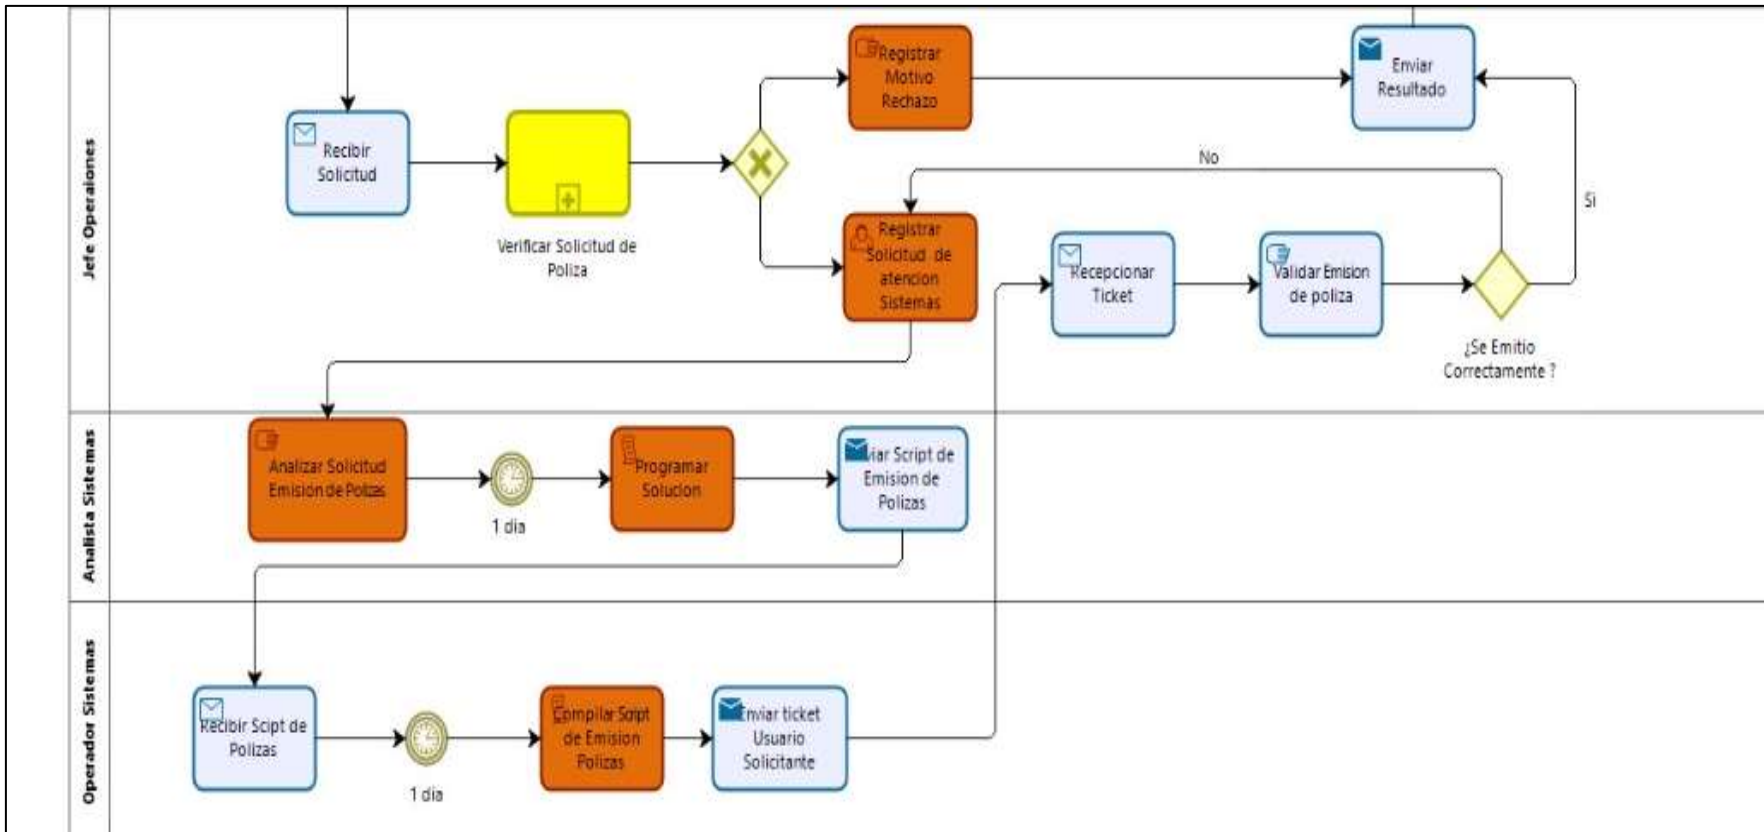 Jefe Operaiones
Recibir
Solicitud
Verificar Solicitud de
Poliza
Registrar
Motivo
Rechazo
Enviar
Resultado
No
Si
Registrar
Solicitud de
atencion
Sistemas
Recepcionar
Ticket
Validar Emision
de poliza
¿Se Emitio
Correctamente ?
Analista Sistemas
Analizar Solicitud
Emisión de Polizas
1 dia
Programar
Solucion
viar Script de
Emision de
Polizas
Operador Sistemas
Recibir Scipt de
Polizas
1 dia
Compilar Script
de Emision
Polizas
Enviar ticket
Usuario
Solicitante